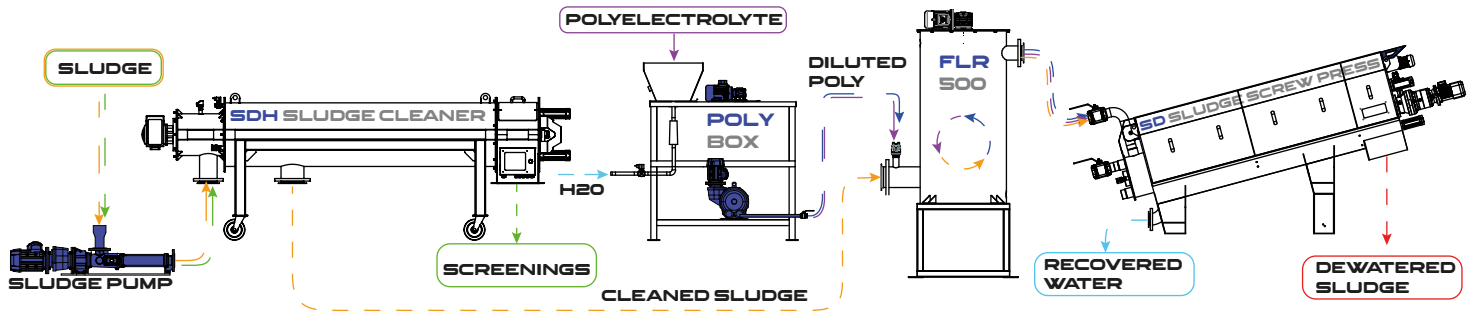 SLUDGE
SLUDGE PUMP
SDH SLUDGE CLEANER
SCREENINGS
CLEANED SLUDGE
H20
POLYELECTROLYTE
POLY
BOX
DILUTED
POLY
FLR
500
SD SLUDGE SCREW PRESS
RECOVERED
WATER
DEWATERED
SLUDGE